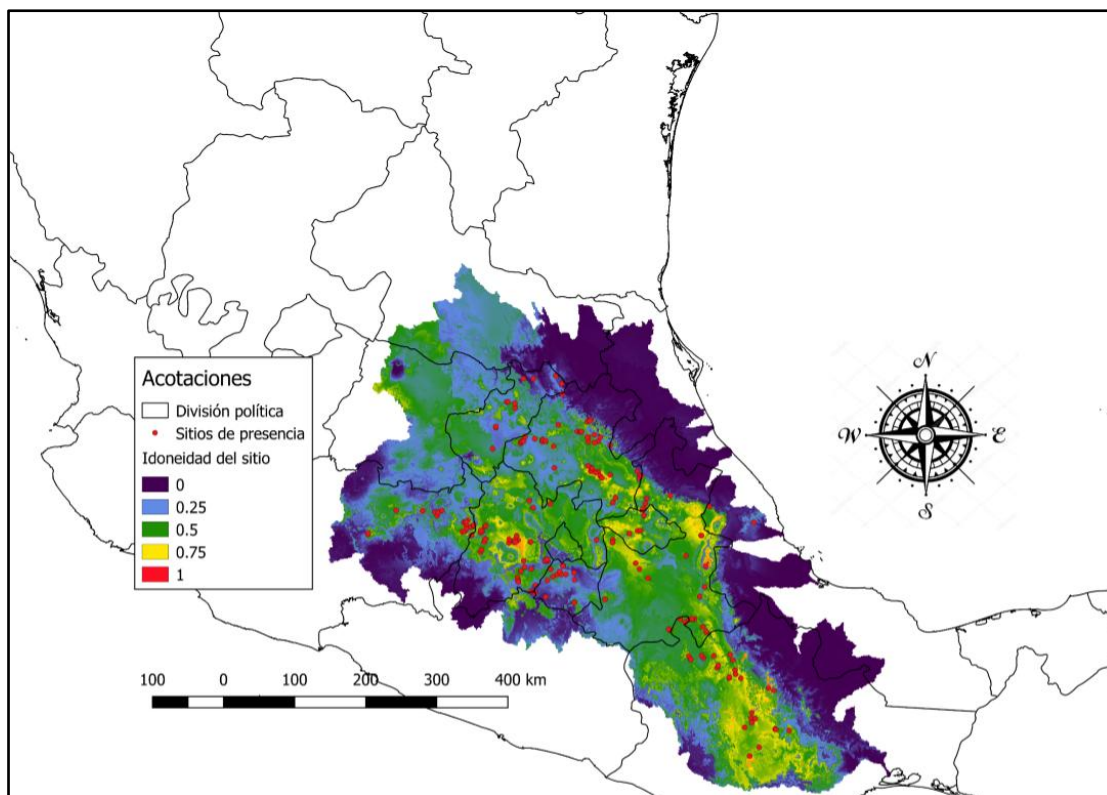 Acotaciones
División política
Sitios de presencia
Idoneidad del sitio
0
0.25
0.5
0.75
1
N
W
E
S
100 0 100 200 300 400 km